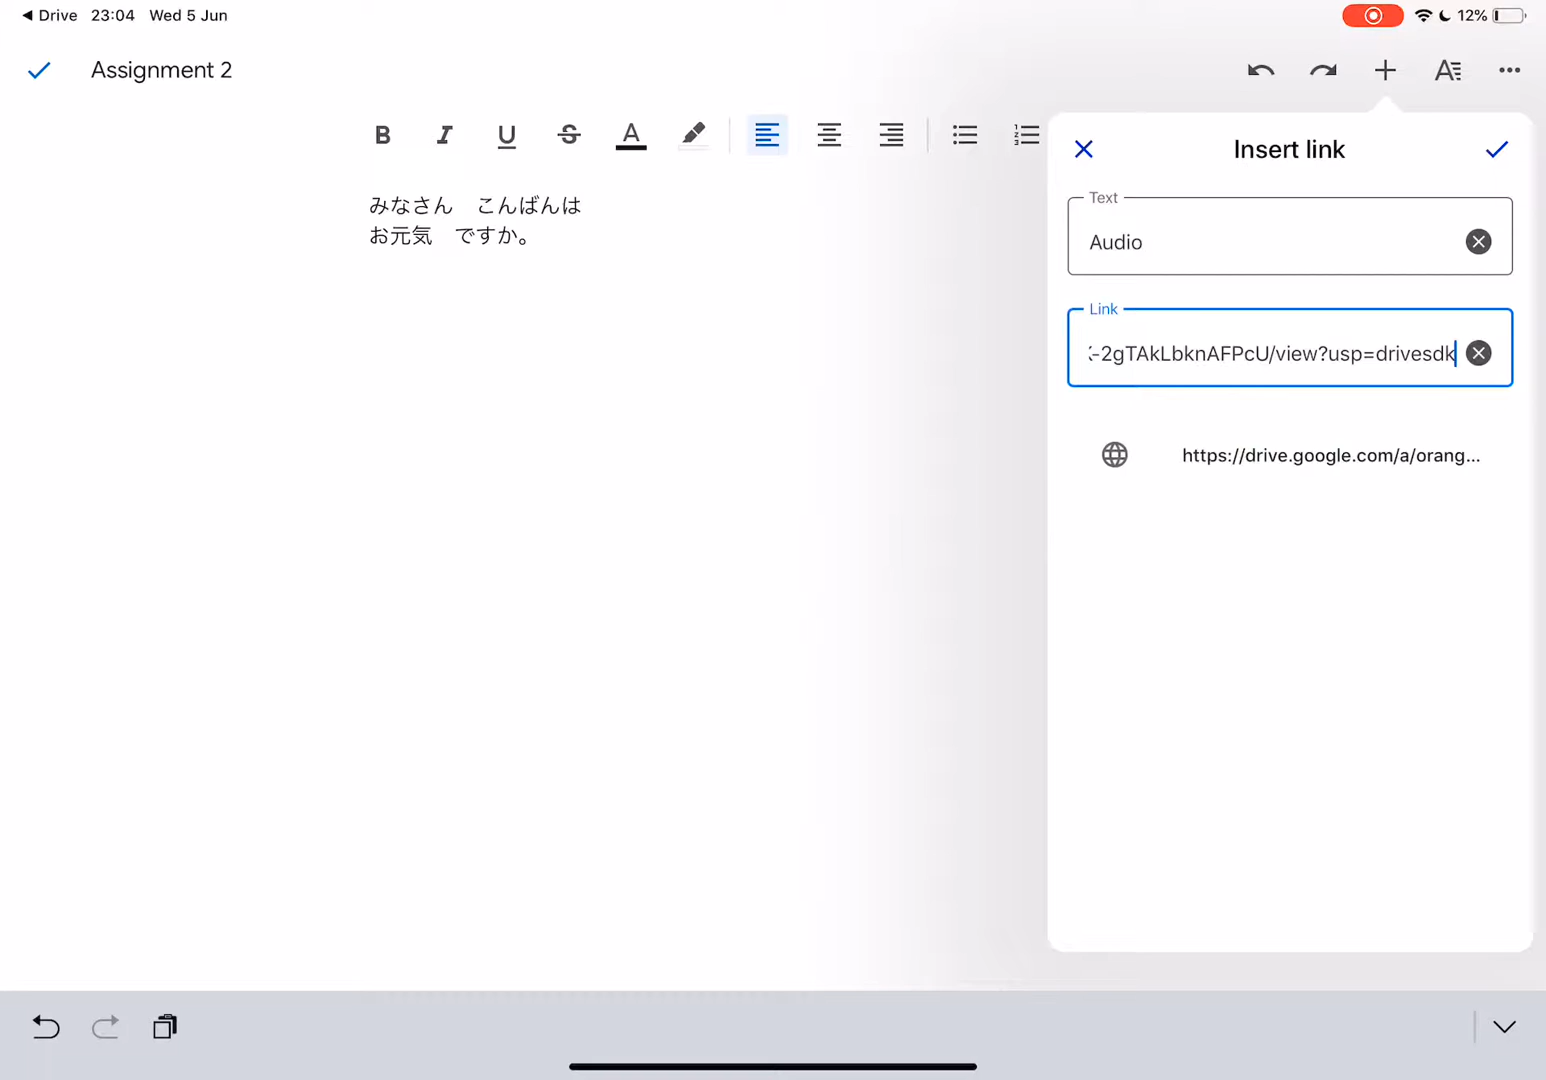 Drive 23:04 Wed 5 Jun
12%
Assignment 2
Insert link
Text
Audio
Link
-2gTAkLbknAFPcU/view?usp=drivesdk
https://drive.google.com/a/orang...
みなさん　こんばんは
お元気　ですか。